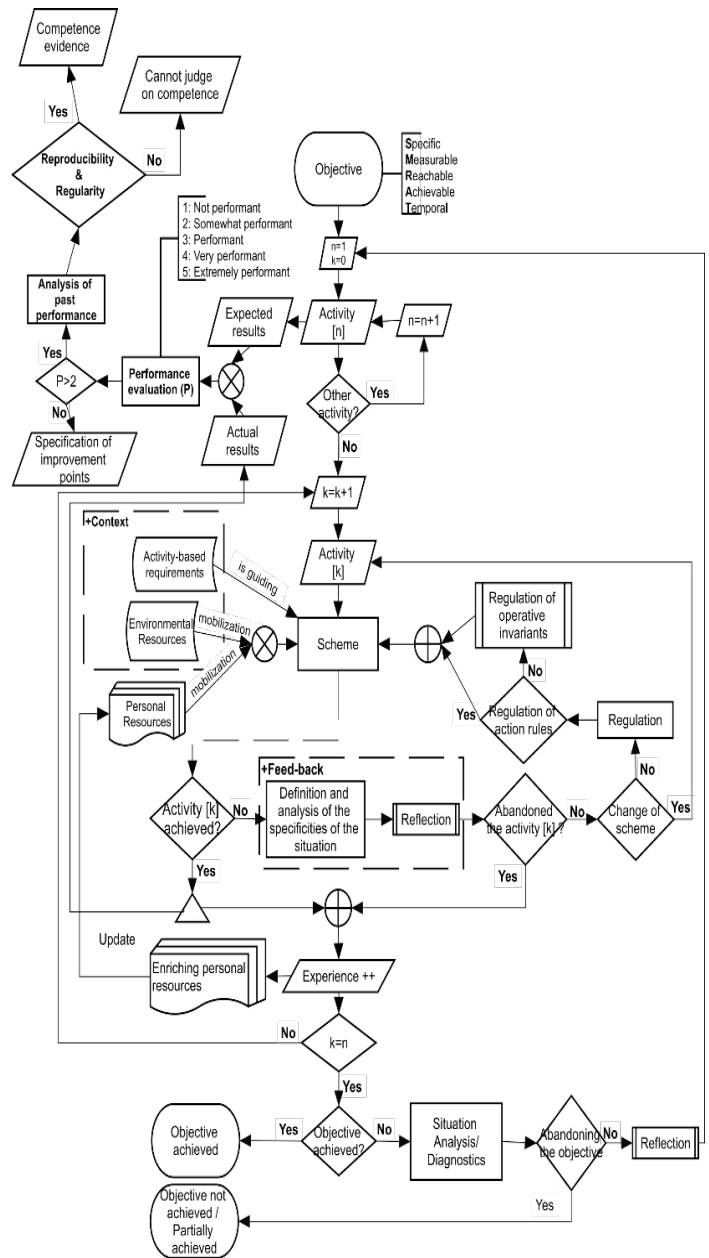 Competence
evidence
Cannot judge
on competence
Yes
Reproducibility
&
Regularity
No
Objective
Specific
Measurable
Reachable
Achievable
Temporal
1: Not performant
2: Somewhat performant
3: Performant
4: Very performant
5: Extremely performant
n=1
k=0
Analysis of
past
performance
Expected
results
Activity
[n]
n=n+1
Yes
P>2
Performance
evaluation (P)
Other
activity?
Yes
No
Specification of
improvement
points
Actual
results
No
k=k+1
+Context
Activity-based
requirements
is guiding
Activity
[k]
Environmental
Resources
mobilization
Scheme
Regulation of
operative
invariants
mobilization
Personal
Resources
No
Yes
Regulation of
action rules
Regulation
+Feed-back
No
Activity [k]
achieved?
No
Definition and
analysis of the
specificities of the
situation
Reflection
Abandoned
the activity [k] ?
No
Change of
scheme
Yes
Yes
Yes
Update
Enriching personal
resources
Experience ++
No
k=n
Yes
Objective
achieved
Yes
Objective
achieved?
No
Situation
Analysis/
Diagnostics
Abandoning
the objective
No
Reflection
Objective not
achieved /
Partially
achieved
Yes